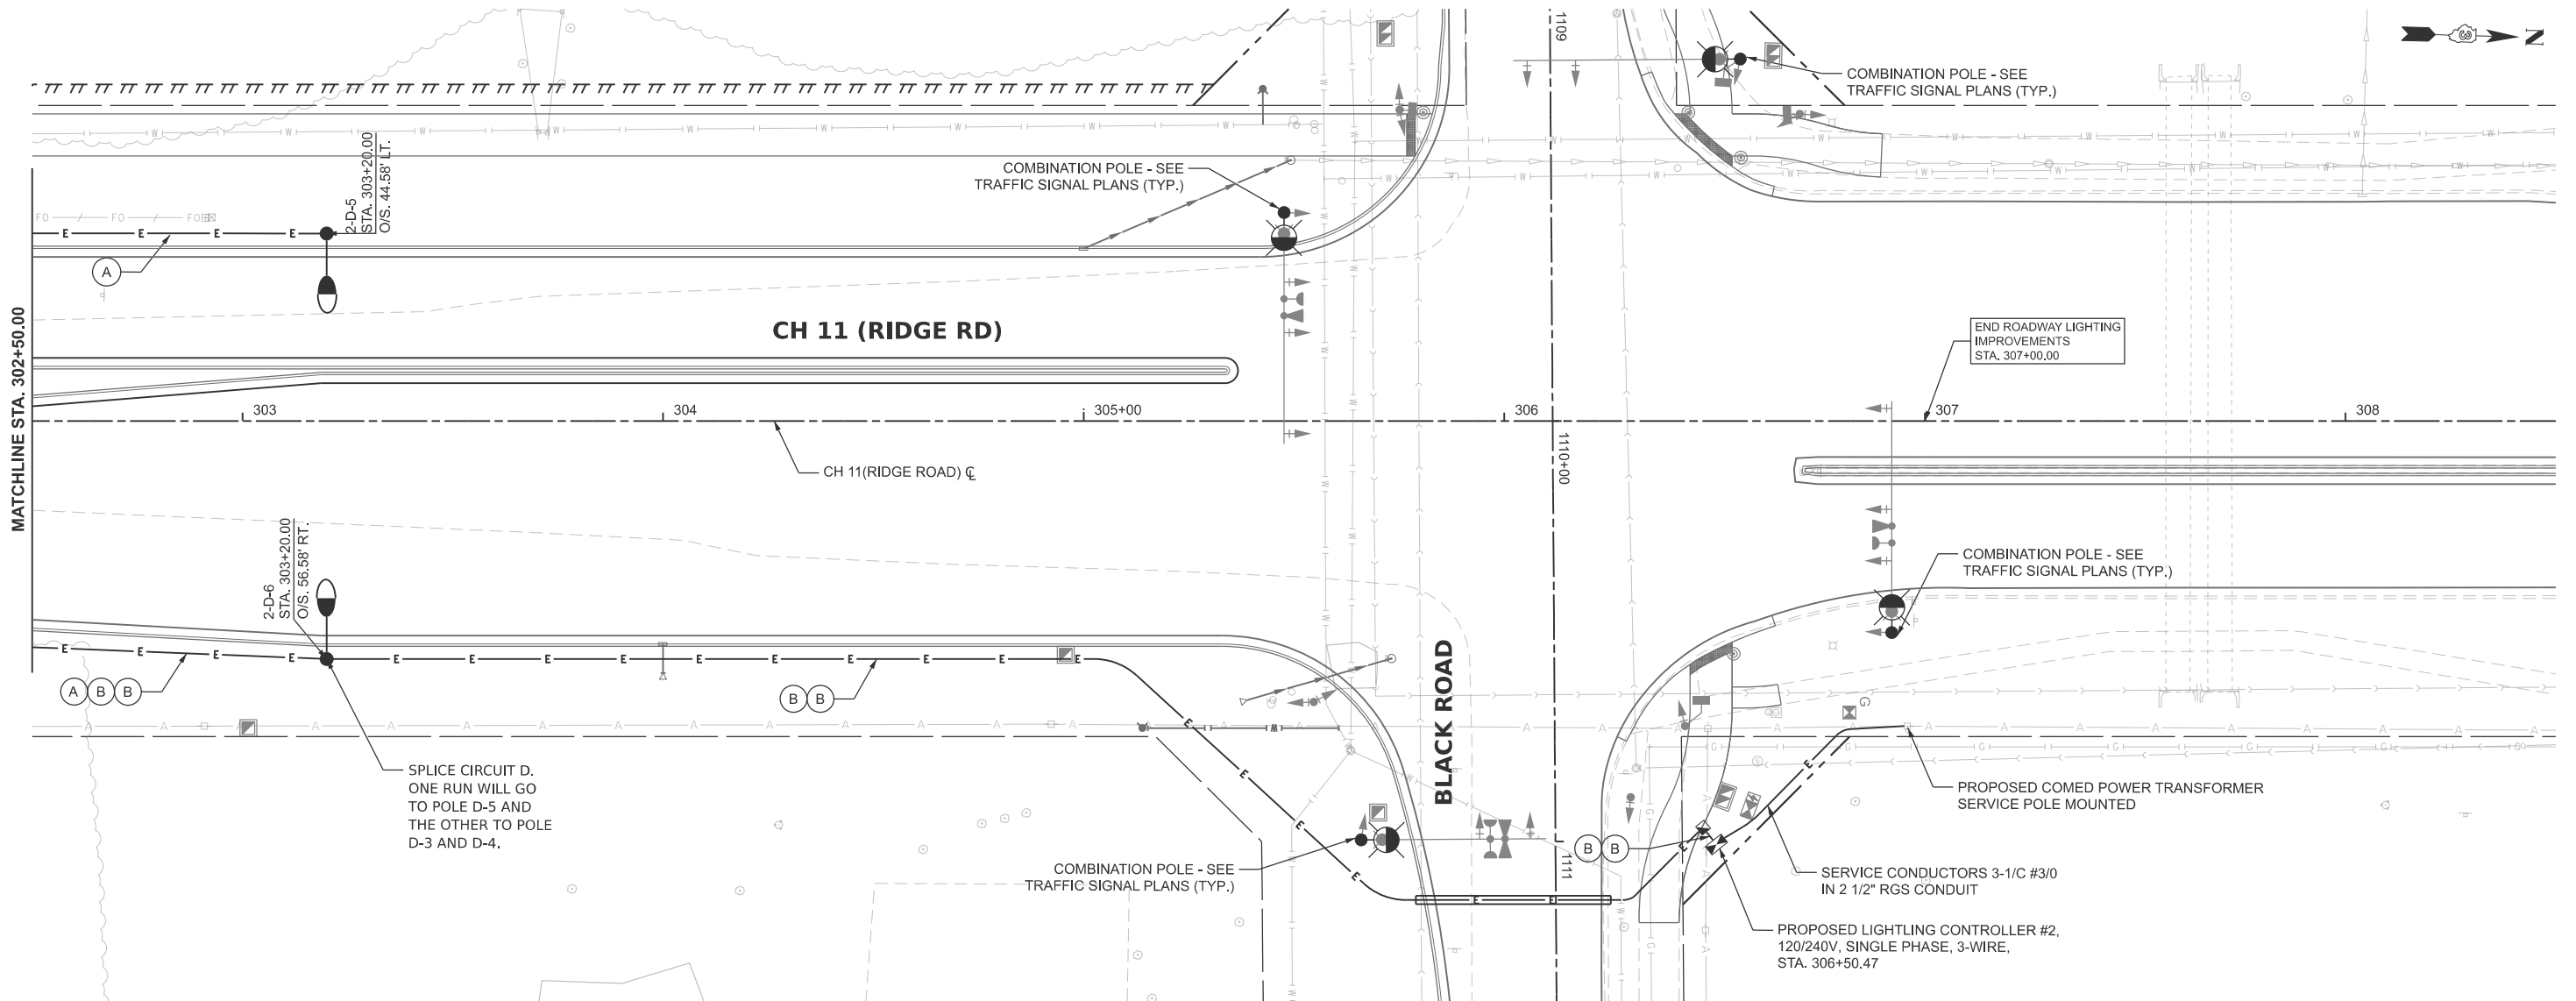 1109
N
COMBINATION POLE - SEE
TRAFFIC SIGNAL PLANS (TYP.)
COMBINATION POLE - SEE
TRAFFIC SIGNAL PLANS (TYP.)
2-D-5
STA. 303+20.00
O/S. 44.58' LT.
FO FO FO
E E E E
A
MATCHLINE STA. 302+50.00
CH 11 (RIDGE RD)
END ROADWAY LIGHTING
IMPROVEMENTS
STA. 307+00.00
303
304
305+00
306
307
308
1110+00
CH 11(RIDGE ROAD) ℄
2-D-6
STA. 303+20.00
O/S. 56.58' RT.
COMBINATION POLE - SEE
TRAFFIC SIGNAL PLANS (TYP.)
A B B
B B
BLACK ROAD
SPLICE CIRCUIT D.
ONE RUN WILL GO
TO POLE D-5 AND
THE OTHER TO POLE
D-3 AND D-4.
PROPOSED COMED POWER TRANSFORMER
SERVICE POLE MOUNTED
B B
COMBINATION POLE - SEE
TRAFFIC SIGNAL PLANS (TYP.)
1111
SERVICE CONDUCTORS 3-1/C #3/0
IN 2 1/2" RGS CONDUIT
PROPOSED LIGHTLING CONTROLLER #2,
120/240V, SINGLE PHASE, 3-WIRE,
STA. 306+50.47